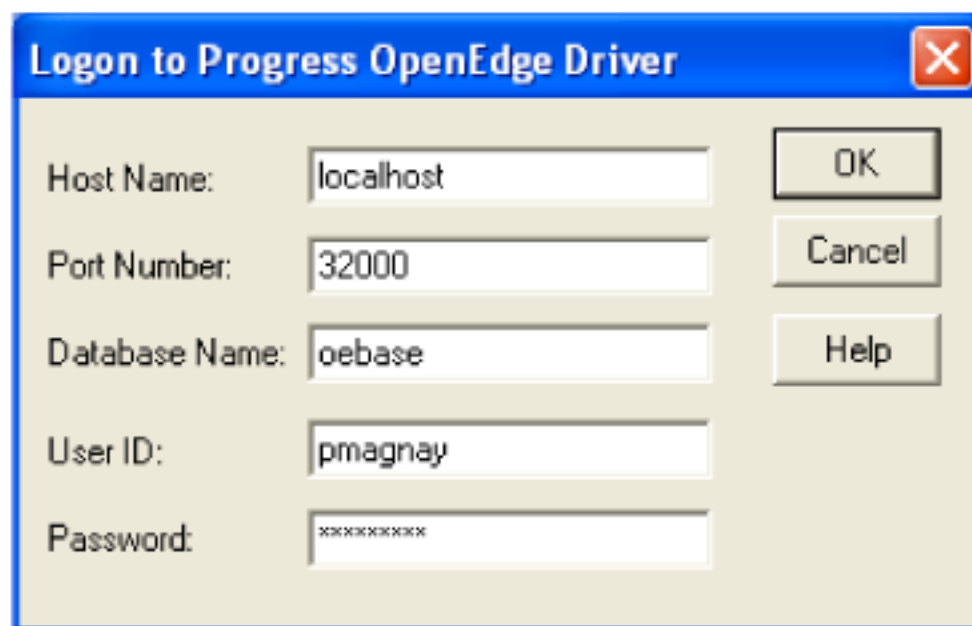 Logon to Progress OpenEdge Driver
Host Name: localhost OK
Port Number: 32000 Cancel
Database Name: oebase Help
User ID: pmagnay
Password: *********